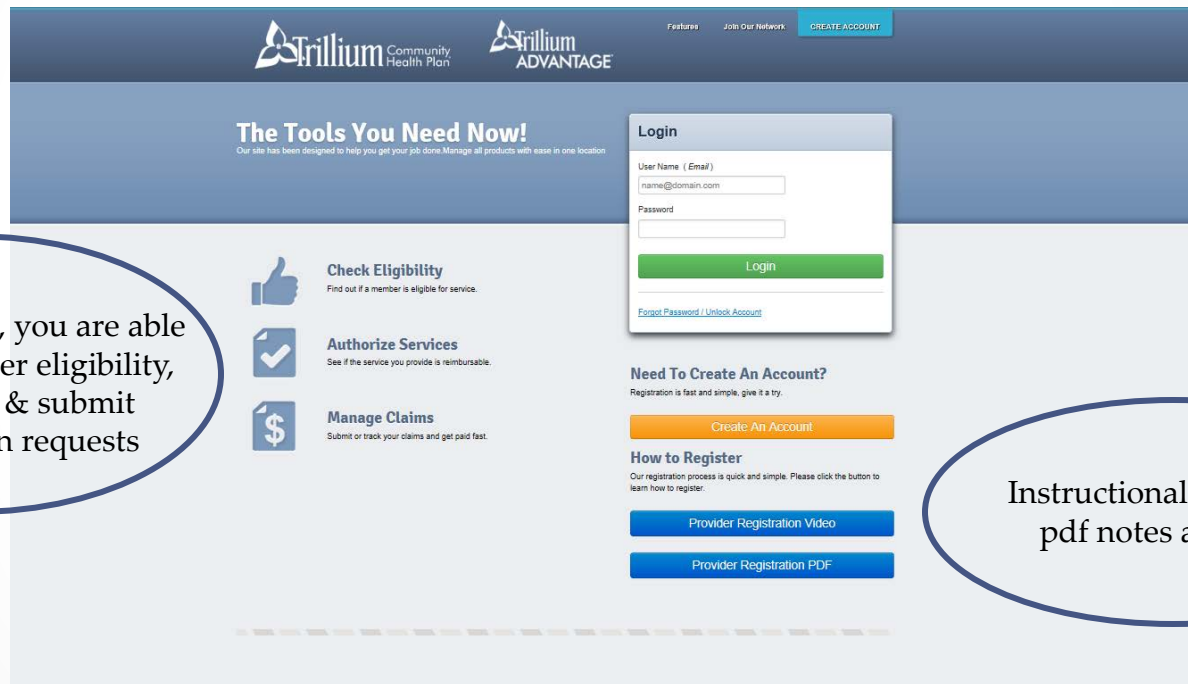 Trillium Community Health Plan
Trillium ADVANTAGE
Features Join Our Network CREATE ACCOUNT
The Tools You Need Now!
Our site has been designed to help you get your job done.Manage all products with ease in one location
Login
User Name ( Email )
name@domain.com
Password
Login
Forgot Password / Unlock Account
Check Eligibility
Find out if a member is eligible for service.
Authorize Services
See if the service you provide is reimbursable.
Manage Claims
Submit or track your claims and get paid fast.
Need To Create An Account?
Registration is fast and simple, give it a try.
Create An Account
How to Register
Our registration process is quick and simple. Please click the button to
learn how to register.
Provider Registration Video
Provider Registration PDF
, you are able
er eligibility,
& submit
n requests
Instructional
pdf notes a